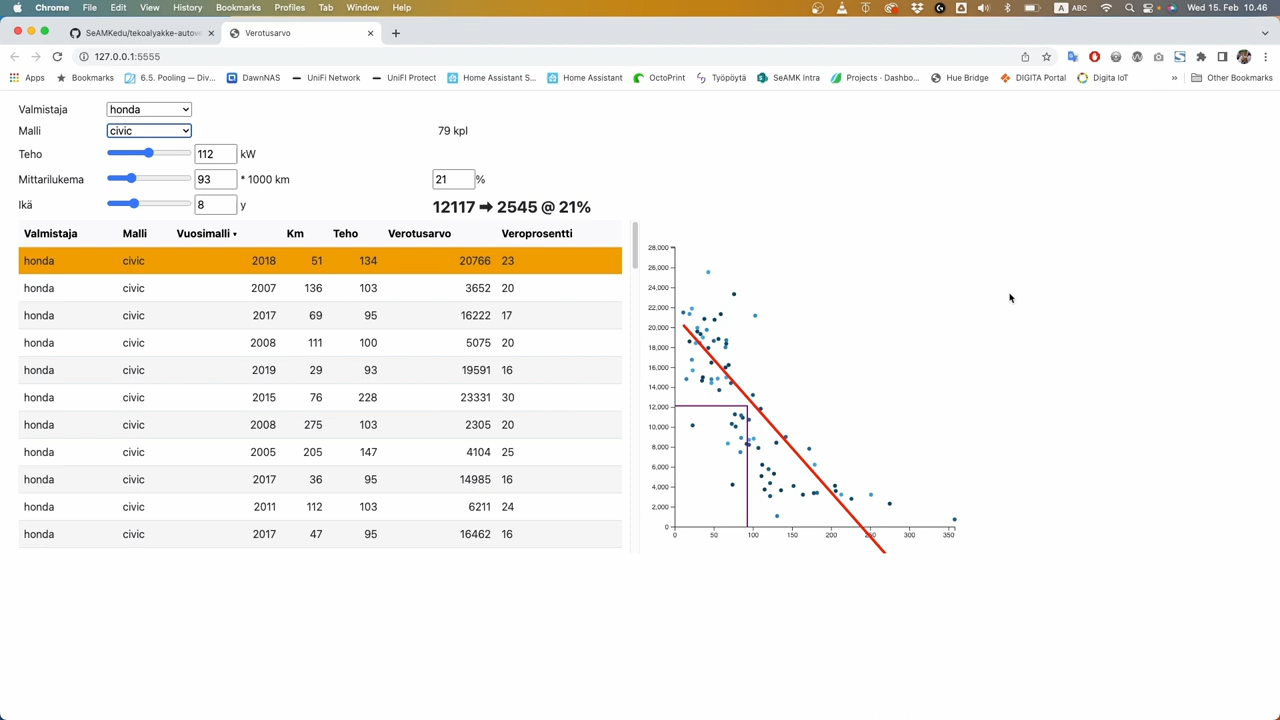 Chrome File Edit View History Bookmarks Profiles Tab Window Help A ABC Wed 15. Feb 10.46
SeAMKedu/tekoalyakke-autove Verotusarvo
127.0.0.1:5555
Apps Bookmarks 6.5. Pooling — Div... DawnNAS UniFi Network UniFI Protect Home Assistant S... Home Assistant OctoPrint Työpöytä SeAMK Intra Projects · Dashbo... Hue Bridge DIGITA Portal Digita IoT » Other Bookmarks
Valmistaja honda
Malli civic 79 kpl
Teho 112 kW
Mittarilukema 93 * 1000 km 21 %
Ikä 8 y 12117 ➡ 2545 @ 21%
Valmistaja Malli Vuosimalli ▾ Km Teho Verotusarvo Veroprosentti
honda civic 2018 51 134 20766 23
honda civic 2007 136 103 3652 20
honda civic 2017 69 95 16222 17
honda civic 2008 111 100 5075 20
honda civic 2019 29 93 19591 16
honda civic 2015 76 228 23331 30
honda civic 2008 275 103 2305 20
honda civic 2005 205 147 4104 25
honda civic 2017 36 95 14985 16
honda civic 2011 112 103 6211 24
honda civic 2017 47 95 16462 16
28,000
26,000
24,000
22,000
20,000
18,000
16,000
14,000
12,000
10,000
8,000
6,000
4,000
2,000
0
0 50 100 150 200 250 300 350